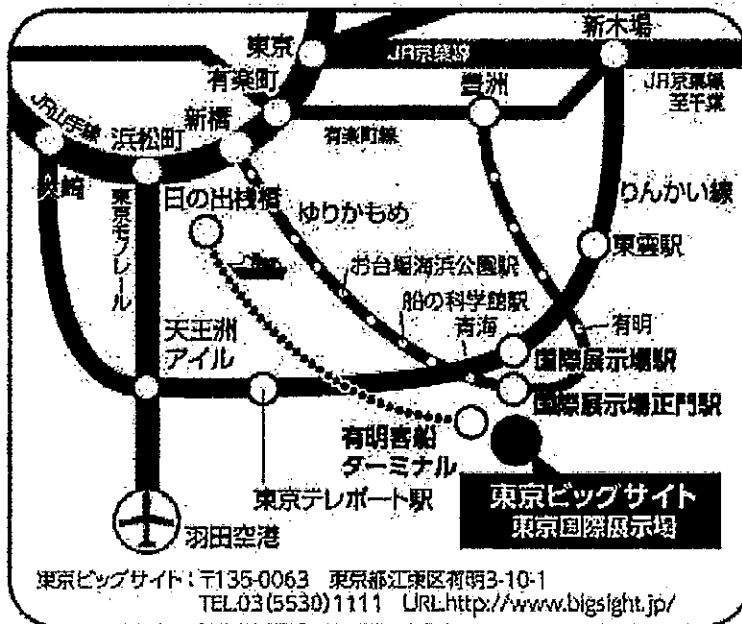 新木場
東京
JR京葉線
有楽町
豊洲
JR京葉線
至千葉
JR山手線
新橋
浜松町
有楽町線
大崎
日の出桟橋
ゆりかもめ
りんかい線
東京モノレール
東雲駅
お台場海浜公園駅
船の科学館駅
青海
有明
天王洲
アイル
国際展示場駅
国際展示場正門駅
有明客船
ターミナル
東京テレポート駅
東京ビッグサイト
東京国際展示場
羽田空港
東京ビッグサイト:〒135-0063 東京都江東区有明3-10-1
TEL.03(5530)1111 URL.http://www.bigsight.jp/